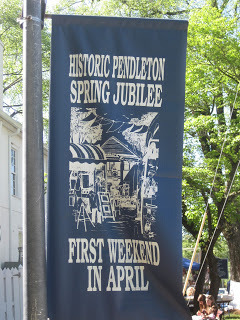 HISTORIC PENDLETON
SPRING JUBILEE
FIRST WEEKEND
IN APRIL